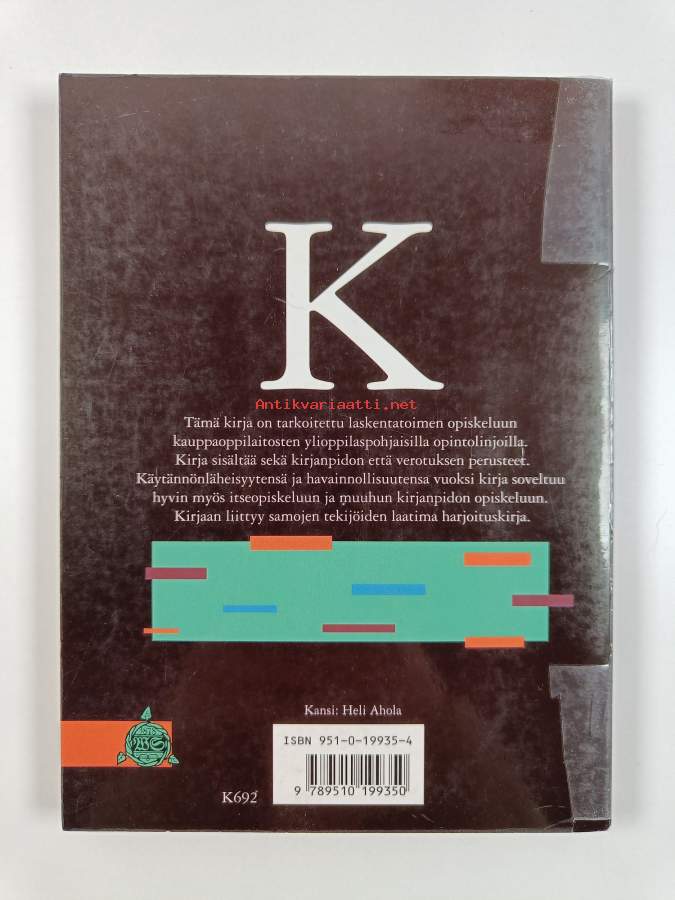 K
Antikvariaatti.net
Tämä kirja on tarkoitettu laskentatoimen opiskeluun
kauppaoppilaitosten ylioppilaspohjaisilla opintolinjoilla.
Kirja sisältää sekä kirjanpidon että verotuksen perusteet.
Käytännönläheisyytensä ja havainnollisuutensa vuoksi kirja soveltuu
hyvin myös itseopiskeluun ja muuhun kirjanpidon opiskeluun.
Kirjaan liittyy samojen tekijöiden laatima harjoituskirja.
Kansi: Heli Ahola
WS
ISBN 951-0-19935-4
9 789510 199350
K692